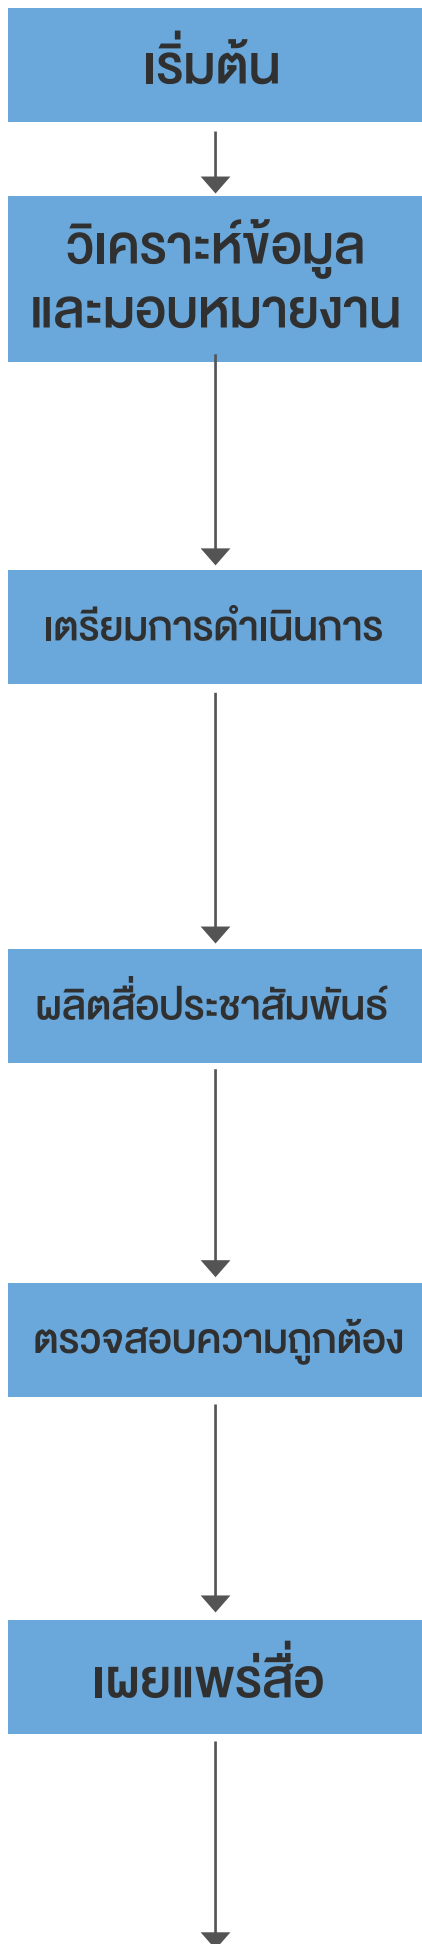 เริ่มต้น
วิเคราะห์ข้อมูล
และมอบหมายงาน
เตรียมการดำเนินการ
ผลิตสื่อประชาสัมพันธ์
ตรวจสอบความถูกต้อง
เผยแพร่สื่อ